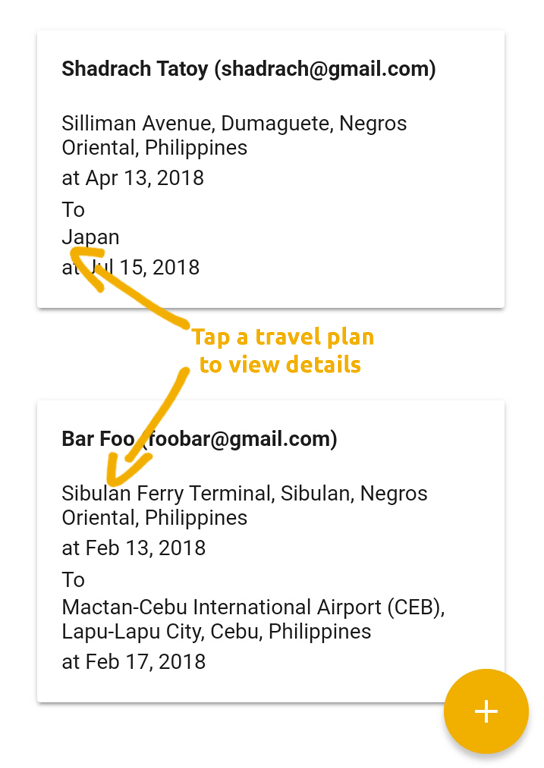 Shadrach Tatoy (shadrach@gmail.com)
Silliman Avenue, Dumaguete, Negros
Oriental, Philippines
at Apr 13, 2018
To
Japan
at Jul 15, 2018
Tap a travel plan
to view details
Bar Foo (foobar@gmail.com)
Sibulan Ferry Terminal, Sibulan, Negros
Oriental, Philippines
at Feb 13, 2018
To
Mactan-Cebu International Airport (CEB),
Lapu-Lapu City, Cebu, Philippines
at Feb 17, 2018
+